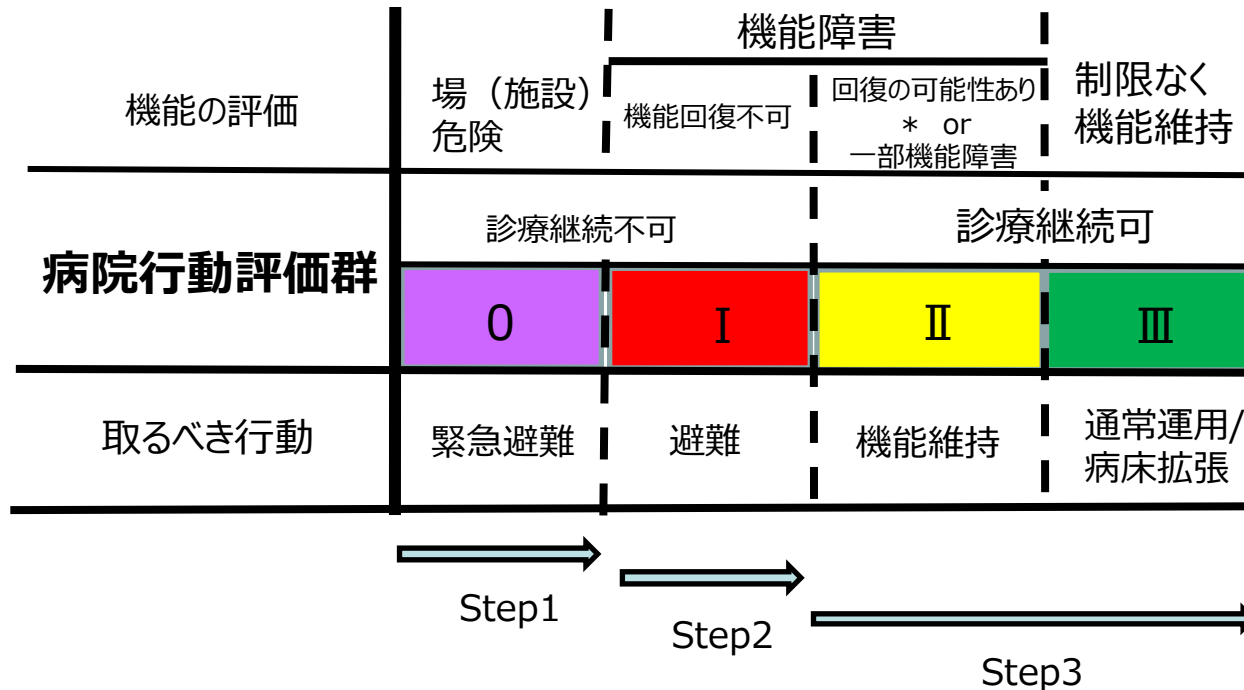 機能障害
機能の評価
場（施設）
危険
機能回復不可
回復の可能性あり
* or
一部機能障害
制限なく
機能維持
診療継続不可
診療継続可
病院行動評価群
0
Ⅰ
Ⅱ
Ⅲ
取るべき行動
緊急避難
避難
機能維持
通常運用/
病床拡張
Step1
Step2
Step3